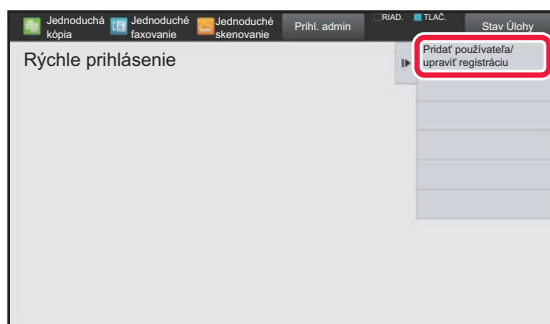 Jednoduchá
kópia
Jednoduché
faxovanie
Jednoduché
skenovanie
Prihl. admin
RIAD.
TLAČ.
Stav Úlohy
Rýchle prihlásenie
Pridať používateľa/
upraviť registráciu